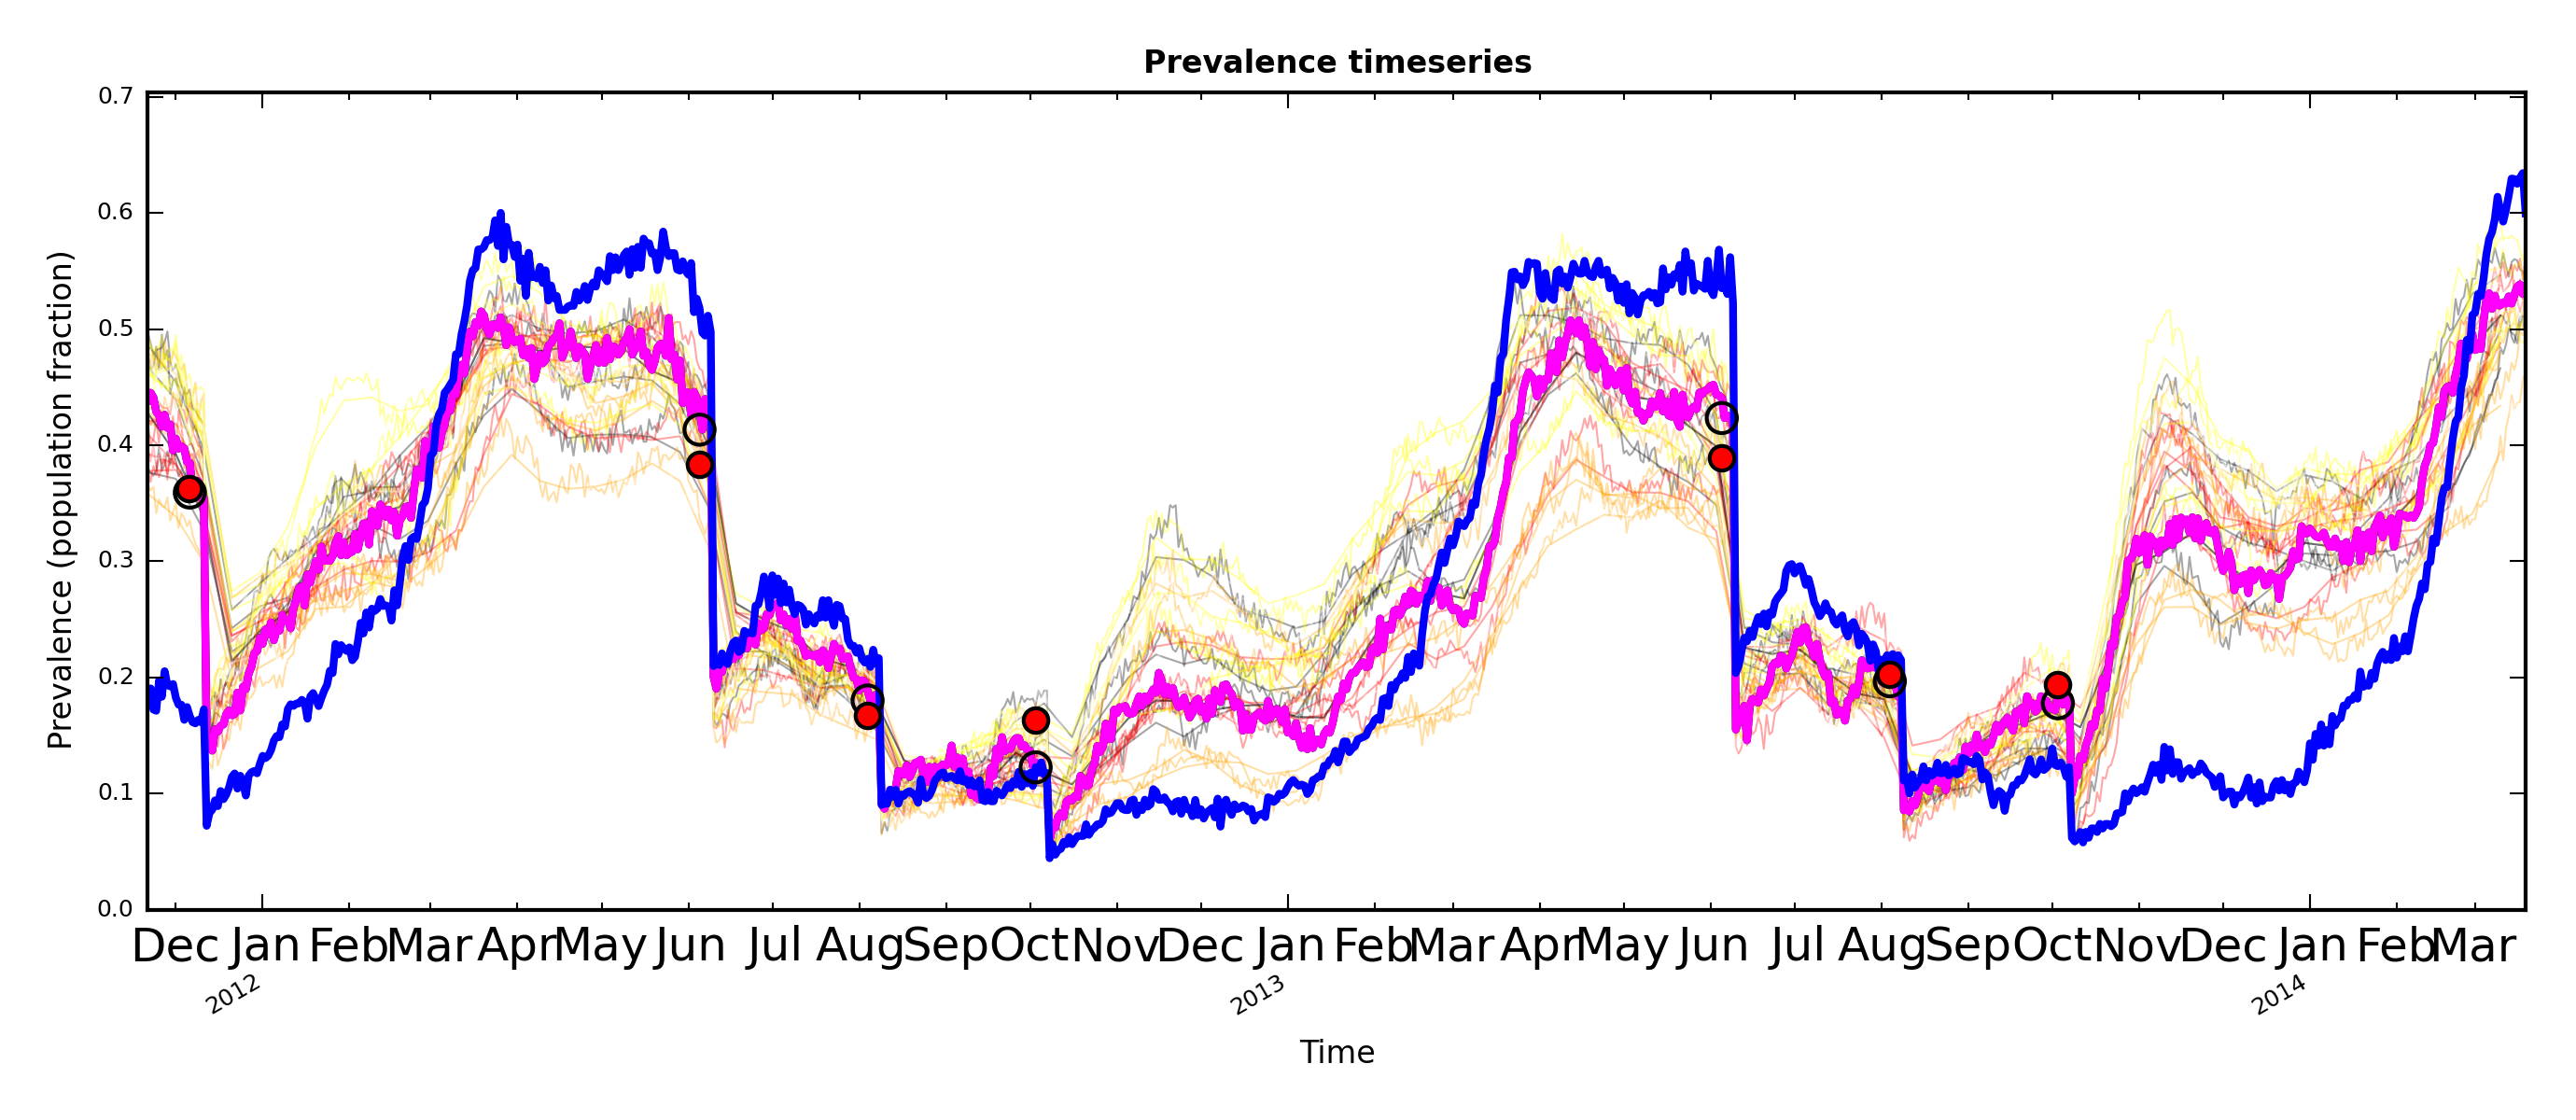 Prevalence timeseries
0.7
0.6
0.5
0.4
0.3
0.2
0.1
0.0
Prevalence (population fraction)
Dec Jan Feb Mar Apr May Jun Jul Aug Sep Oct Nov Dec Jan Feb Mar Apr May Jun Jul Aug Sep Oct Nov Dec Jan Feb Mar
2012 2013 2014
Time